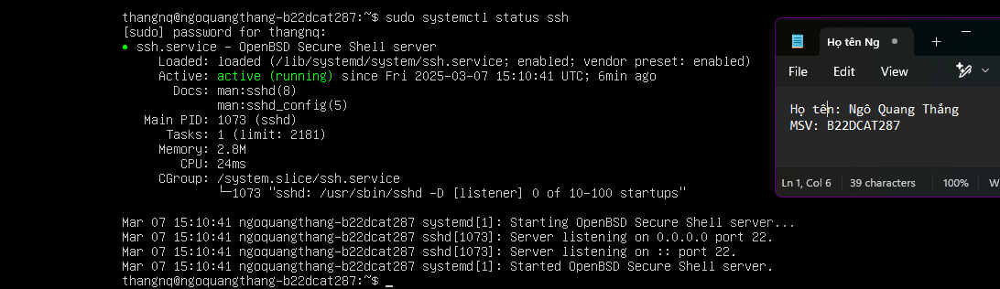 thangnq@ngoquangthang-b22dcat287:~$ sudo systemctl status ssh
[sudo] password for thangnq:
● ssh.service - OpenBSD Secure Shell server
     Loaded: loaded (/lib/systemd/system/ssh.service; enabled; vendor preset: enabled)
     Active: active (running) since Fri 2025-03-07 15:10:41 UTC; 6min ago
       Docs: man:sshd(8)
             man:sshd_config(5)
   Main PID: 1073 (sshd)
      Tasks: 1 (limit: 2181)
     Memory: 2.8M
        CPU: 24ms
     CGroup: /system.slice/ssh.service
             └─1073 "sshd: /usr/sbin/sshd -D [listener] 0 of 10-100 startups"
Mar 07 15:10:41 ngoquangthang-b22dcat287 systemd[1]: Starting OpenBSD Secure Shell server...
Mar 07 15:10:41 ngoquangthang-b22dcat287 sshd[1073]: Server listening on 0.0.0.0 port 22.
Mar 07 15:10:41 ngoquangthang-b22dcat287 sshd[1073]: Server listening on :: port 22.
Mar 07 15:10:41 ngoquangthang-b22dcat287 systemd[1]: Started OpenBSD Secure Shell server.
thangnq@ngoquangthang-b22dcat287:~$ _
Họ tên Ng
File Edit View
Họ tên: Ngô Quang Thắng
MSV: B22DCAT287
Ln 1, Col 6 39 characters 100% W